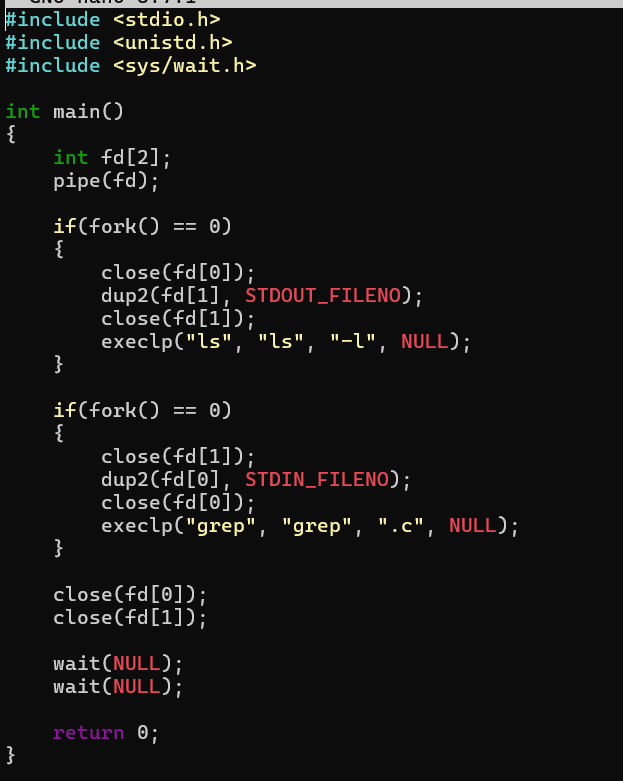 #include <stdio.h>
#include <unistd.h>
#include <sys/wait.h>

int main()
{
    int fd[2];
    pipe(fd);

    if(fork() == 0)
    {
        close(fd[0]);
        dup2(fd[1], STDOUT_FILENO);
        close(fd[1]);
        execlp("ls", "ls", "-l", NULL);
    }

    if(fork() == 0)
    {
        close(fd[1]);
        dup2(fd[0], STDIN_FILENO);
        close(fd[0]);
        execlp("grep", "grep", ".c", NULL);
    }

    close(fd[0]);
    close(fd[1]);

    wait(NULL);
    wait(NULL);

    return 0;
}